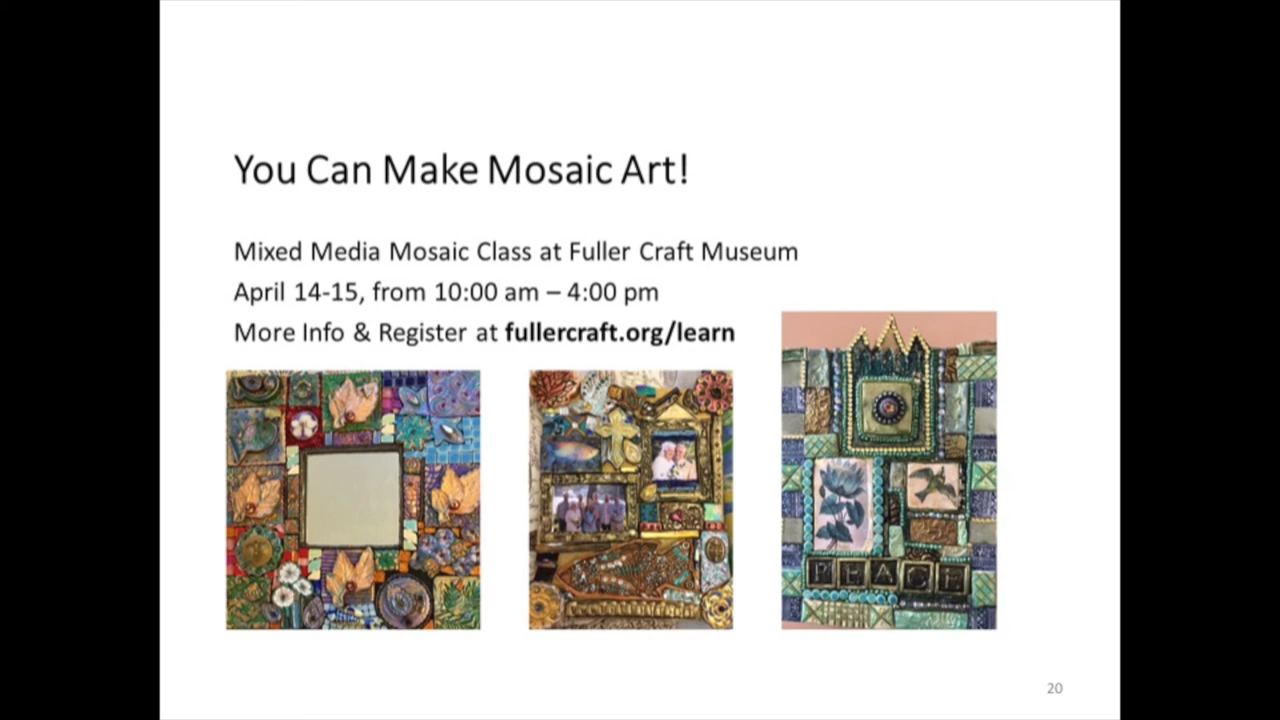 You Can Make Mosaic Art!
Mixed Media Mosaic Class at Fuller Craft Museum
April 14-15, from 10:00 am – 4:00 pm
More Info & Register at fullercraft.org/learn
PEACE
20